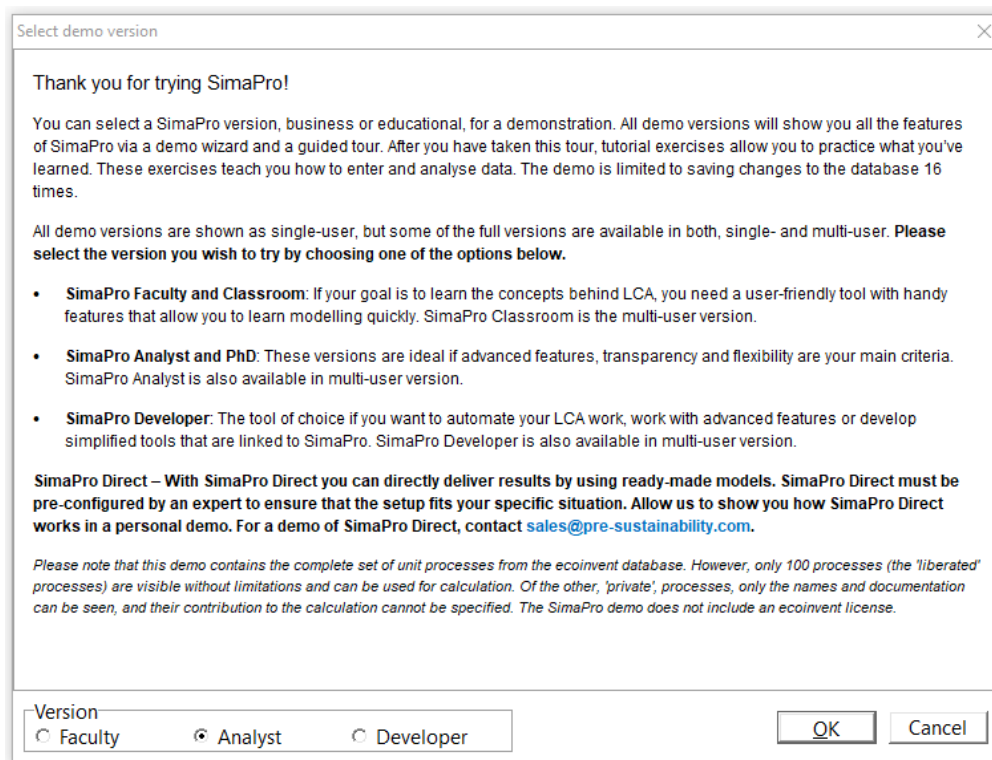 Select demo version
Thank you for trying SimaPro!
You can select a SimaPro version, business or educational, for a demonstration. All demo versions will show you all the features
of SimaPro via a demo wizard and a guided tour. After you have taken this tour, tutorial exercises allow you to practice what you've
learned. These exercises teach you how to enter and analyse data. The demo is limited to saving changes to the database 16
times.
All demo versions are shown as single-user, but some of the full versions are available in both, single- and multi-user. Please
select the version you wish to try by choosing one of the options below.
• SimaPro Faculty and Classroom: If your goal is to learn the concepts behind LCA, you need a user-friendly tool with handy
features that allow you to learn modelling quickly. SimaPro Classroom is the multi-user version.
• SimaPro Analyst and PhD: These versions are ideal if advanced features, transparency and flexibility are your main criteria.
SimaPro Analyst is also available in multi-user version.
• SimaPro Developer: The tool of choice if you want to automate your LCA work, work with advanced features or develop
simplified tools that are linked to SimaPro. SimaPro Developer is also available in multi-user version.
SimaPro Direct – With SimaPro Direct you can directly deliver results by using ready-made models. SimaPro Direct must be
pre-configured by an expert to ensure that the setup fits your specific situation. Allow us to show you how SimaPro Direct
works in a personal demo. For a demo of SimaPro Direct, contact sales@pre-sustainability.com.
Please note that this demo contains the complete set of unit processes from the ecoinvent database. However, only 100 processes (the 'liberated'
processes) are visible without limitations and can be used for calculation. Of the other, 'private', processes, only the names and documentation
can be seen, and their contribution to the calculation cannot be specified. The SimaPro demo does not include an ecoinvent license.
Version
Faculty Analyst Developer
OK Cancel